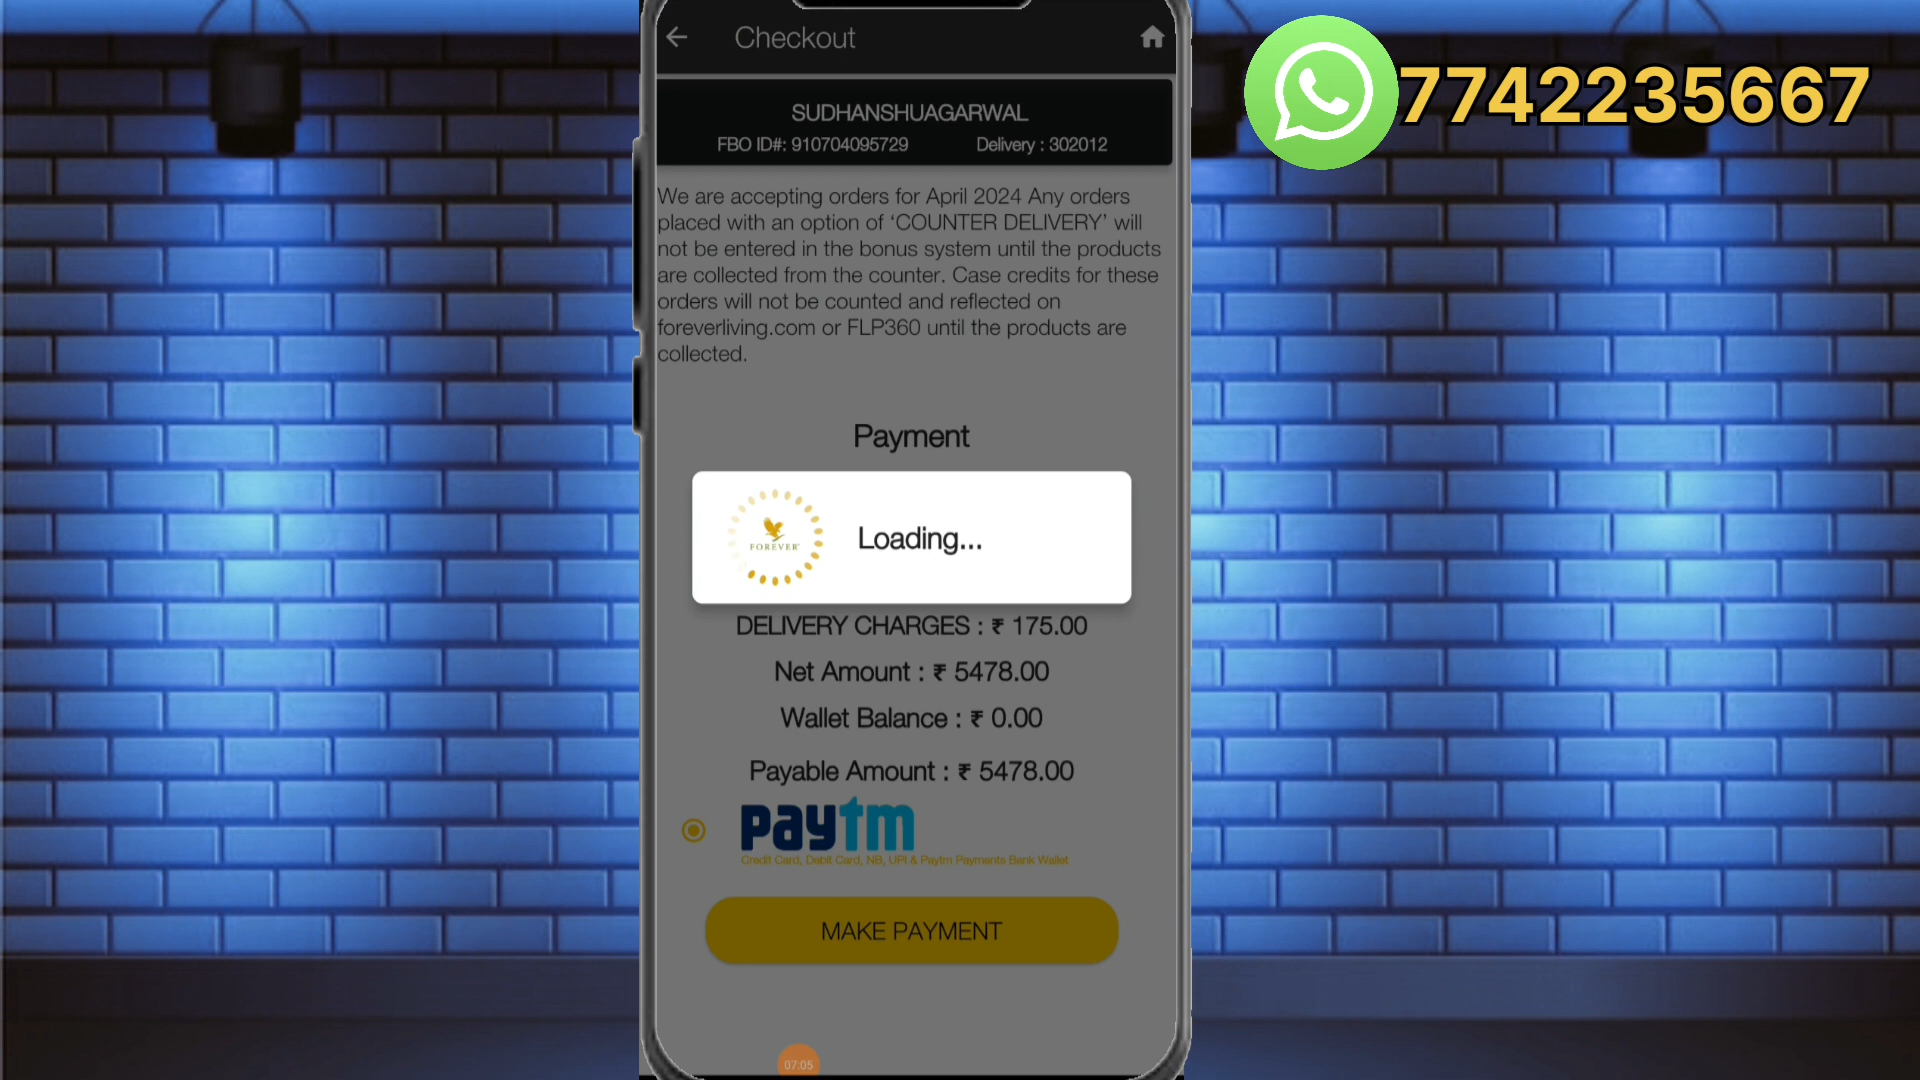 Checkout
7742235667
SUDHANSHUAGARWAL
FBO ID#: 910704095729 Delivery : 302012
We are accepting orders for April 2024 Any orders
placed with an option of ‘COUNTER DELIVERY’ will
not be entered in the bonus system until the products
are collected from the counter. Case credits for these
orders will not be counted and reflected on
foreverliving.com or FLP360 until the products are
collected.
Payment
FOREVER
Loading...
DELIVERY CHARGES : ₹ 175.00
Net Amount : ₹ 5478.00
Wallet Balance : ₹ 0.00
Payable Amount : ₹ 5478.00
paytm
Credit Card, Debit Card, NB, UPI & Paytm Payments Bank Wallet
MAKE PAYMENT
07:05